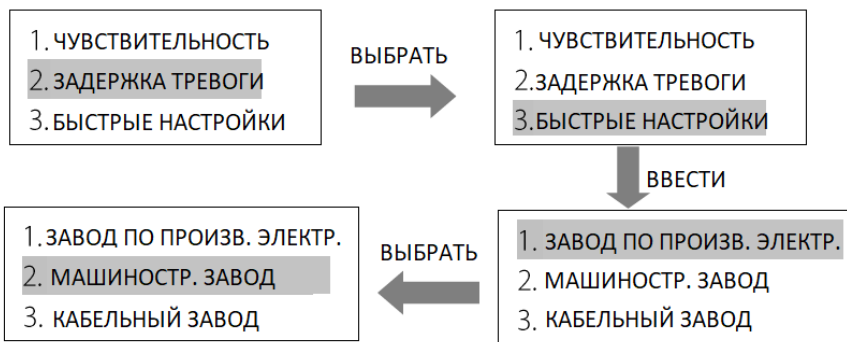 1. ЧУВСТВИТЕЛЬНОСТЬ
2. ЗАДЕРЖКА ТРЕВОГИ
3. БЫСТРЫЕ НАСТРОЙКИ
ВЫБРАТЬ
1. ЧУВСТВИТЕЛЬНОСТЬ
2.ЗАДЕРЖКА ТРЕВОГИ
3.БЫСТРЫЕ НАСТРОЙКИ
ВВЕСТИ
1. ЗАВОД ПО ПРОИЗВ. ЭЛЕКТР.
2. МАШИНОСТР. ЗАВОД
3. КАБЕЛЬНЫЙ ЗАВОД
ВЫБРАТЬ
1. ЗАВОД ПО ПРОИЗВ. ЭЛЕКТР.
2. МАШИНОСТР. ЗАВОД
3. КАБЕЛЬНЫЙ ЗАВОД